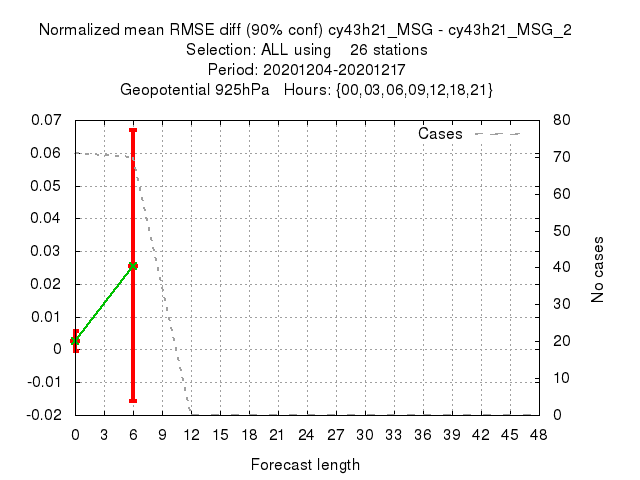 Normalized mean RMSE diff (90% conf) cy43h21_MSG - cy43h21_MSG_2
Selection: ALL using    26 stations
Period: 20201204-20201217
Geopotential 925hPa   Hours: {00,03,06,09,12,18,21}
Cases
0.07
0.06
0.05
0.04
0.03
0.02
0.01
0
-0.01
-0.02
80
70
60
50
40
30
20
10
0
No cases
0 3 6 9 12 15 18 21 24 27 30 33 36 39 42 45 48
Forecast length